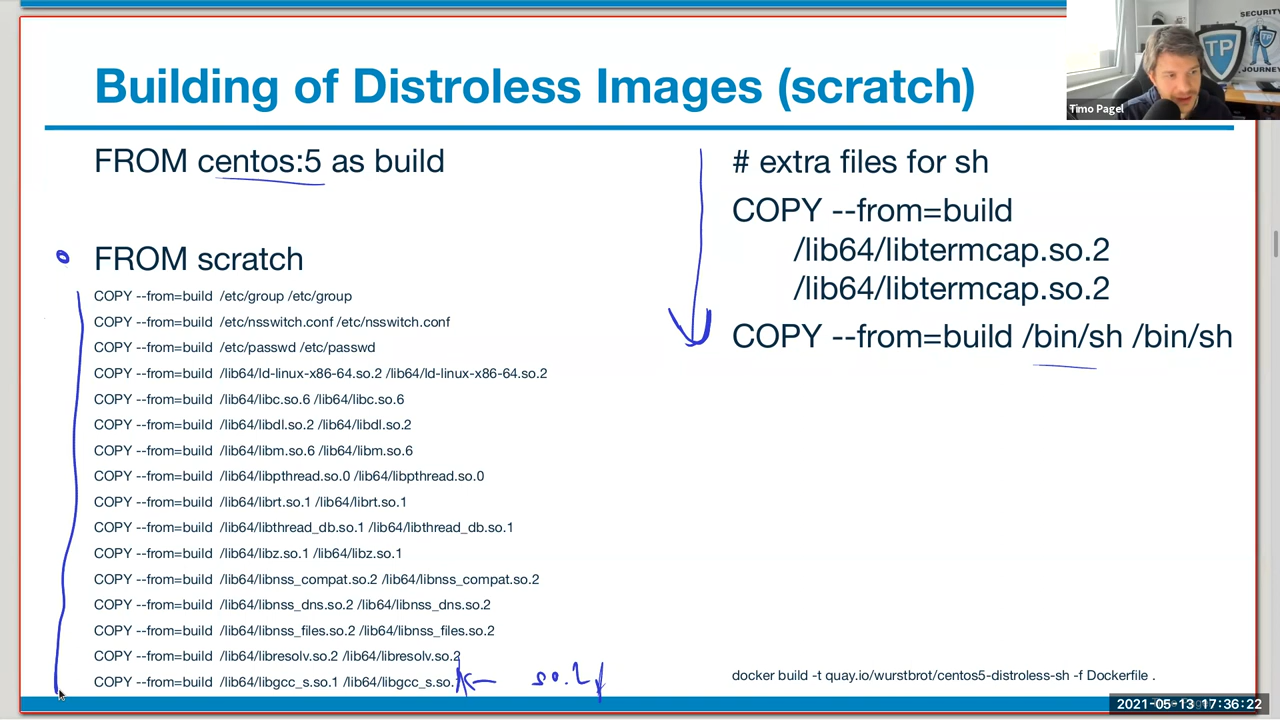 Building of Distroless Images (scratch)
FROM centos:5 as build
FROM scratch
COPY --from=build /etc/group /etc/group
COPY --from=build /etc/nsswitch.conf /etc/nsswitch.conf
COPY --from=build /etc/passwd /etc/passwd
COPY --from=build /lib64/ld-linux-x86-64.so.2 /lib64/ld-linux-x86-64.so.2
COPY --from=build /lib64/libc.so.6 /lib64/libc.so.6
COPY --from=build /lib64/libdl.so.2 /lib64/libdl.so.2
COPY --from=build /lib64/libm.so.6 /lib64/libm.so.6
COPY --from=build /lib64/libpthread.so.0 /lib64/libpthread.so.0
COPY --from=build /lib64/librt.so.1 /lib64/librt.so.1
COPY --from=build /lib64/libthread_db.so.1 /lib64/libthread_db.so.1
COPY --from=build /lib64/libz.so.1 /lib64/libz.so.1
COPY --from=build /lib64/libnss_compat.so.2 /lib64/libnss_compat.so.2
COPY --from=build /lib64/libnss_dns.so.2 /lib64/libnss_dns.so.2
COPY --from=build /lib64/libnss_files.so.2 /lib64/libnss_files.so.2
COPY --from=build /lib64/libresolv.so.2 /lib64/libresolv.so.2
COPY --from=build /lib64/libgcc_s.so.1 /lib64/libgcc_s.so.
so.2
# extra files for sh
COPY --from=build
/lib64/libtermcap.so.2
/lib64/libtermcap.so.2
COPY --from=build /bin/sh /bin/sh
docker build -t quay.io/wurstbrot/centos5-distroless-sh -f Dockerfile .
SECURITY
TP
JOURNEY
Timo Pagel
2021-05-13 17:36:22